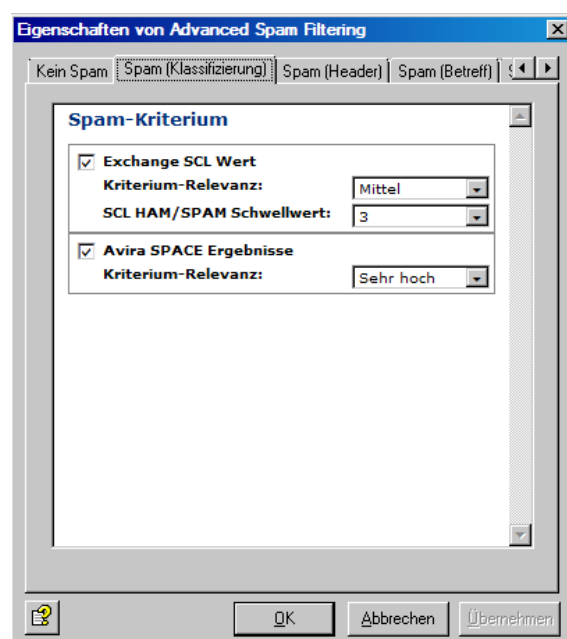 Eigenschaften von Advanced Spam Filtering
Kein Spam Spam (Klassifizierung) Spam (Header) Spam (Betreff)
Spam-Kriterium
Exchange SCL Wert
Kriterium-Relevanz: Mittel
SCL HAM/SPAM Schwellwert: 3
Avira SPACE Ergebnisse
Kriterium-Relevanz: Sehr hoch
OK Abbrechen Übernehmen